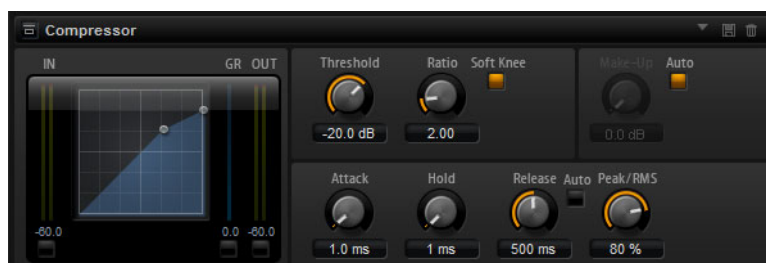 Compressor
IN GR OUT
Threshold Ratio Soft Knee Make-Up Auto
-20.0 dB 2.00 0.0 dB
Attack Hold Release Auto Peak/RMS
-60.0 0.0 -60.0
1.0 ms 1 ms 500 ms 80 %